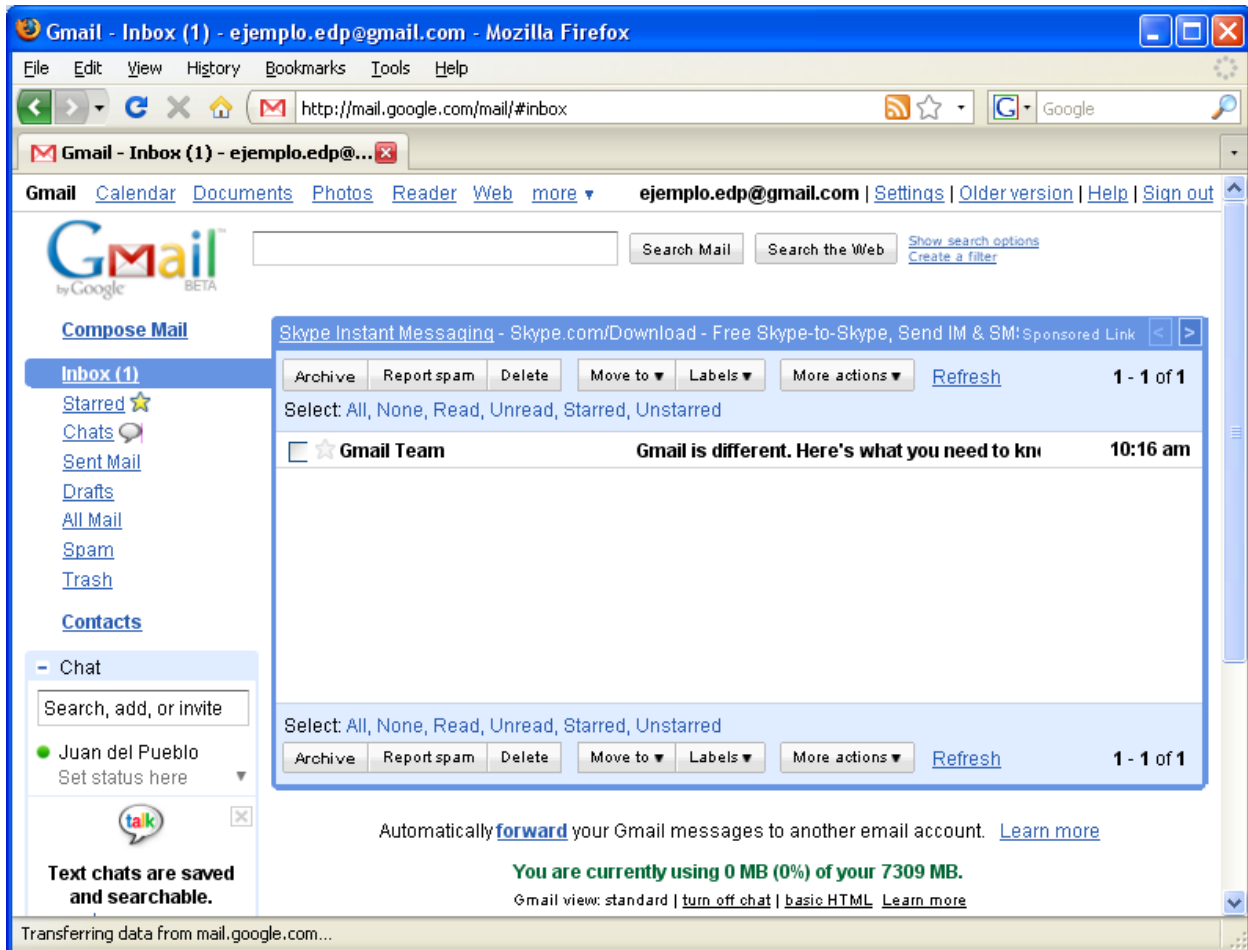 Gmail - Inbox (1) - ejemplo.edp@gmail.com - Mozilla Firefox
File Edit View History Bookmarks Tools Help
http://mail.google.com/mail/#inbox G Google
Gmail - Inbox (1) - ejemplo.edp@...
Gmail Calendar Documents Photos Reader Web more ▼ ejemplo.edp@gmail.com | Settings | Older version | Help | Sign out
Gmail
by Google BETA
Search Mail Search the Web
Show search options
Create a filter
Compose Mail
Skype Instant Messaging - Skype.com/Download - Free Skype-to-Skype, Send IM & SM Sponsored Link < >
Inbox (1)
Starred
Chats
Sent Mail
Drafts
All Mail
Spam
Trash
Contacts
Archive Report spam Delete Move to ▼ Labels ▼ More actions ▼ Refresh 1 - 1 of 1
Select: All, None, Read, Unread, Starred, Unstarred
Gmail Team Gmail is different. Here's what you need to kn 10:16 am
Select: All, None, Read, Unread, Starred, Unstarred
Archive Report spam Delete Move to ▼ Labels ▼ More actions ▼ Refresh 1 - 1 of 1
– Chat
Search, add, or invite
Juan del Pueblo
Set status here ▼
talk
Text chats are saved
and searchable.
Automatically forward your Gmail messages to another email account. Learn more
You are currently using 0 MB (0%) of your 7309 MB.
Gmail view: standard | turn off chat | basic HTML Learn more
Transferring data from mail.google.com...